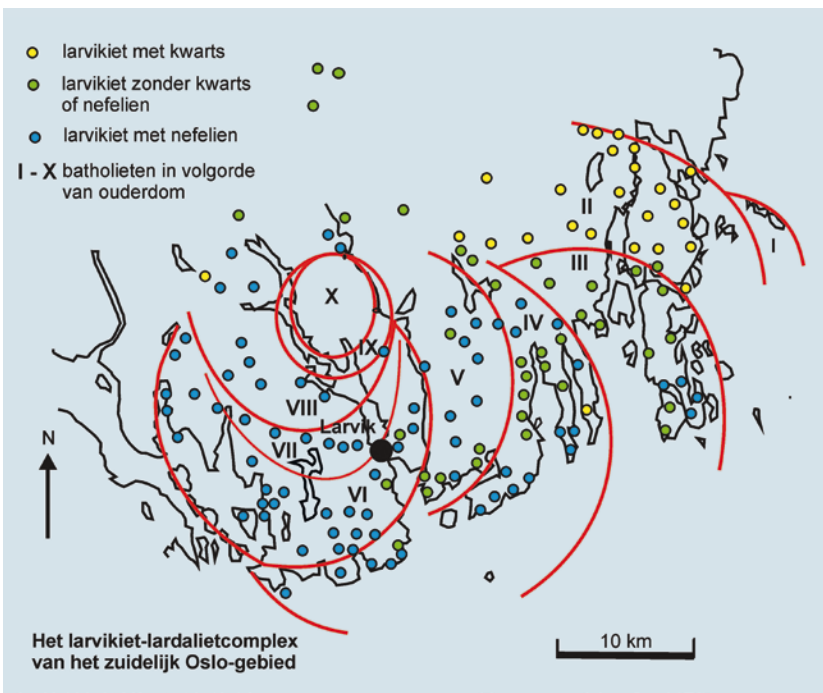 larvikiet met kwarts
larvikiet zonder kwarts
of nefelien
larvikiet met nefelien
I - X batholieten in volgorde
van ouderdom
II
I
III
X
IV
IX
V
VIII
Larvik
VII
N
VI
Het larvikiet-lardalietcomplex
van het zuidelijk Oslo-gebied
10 km